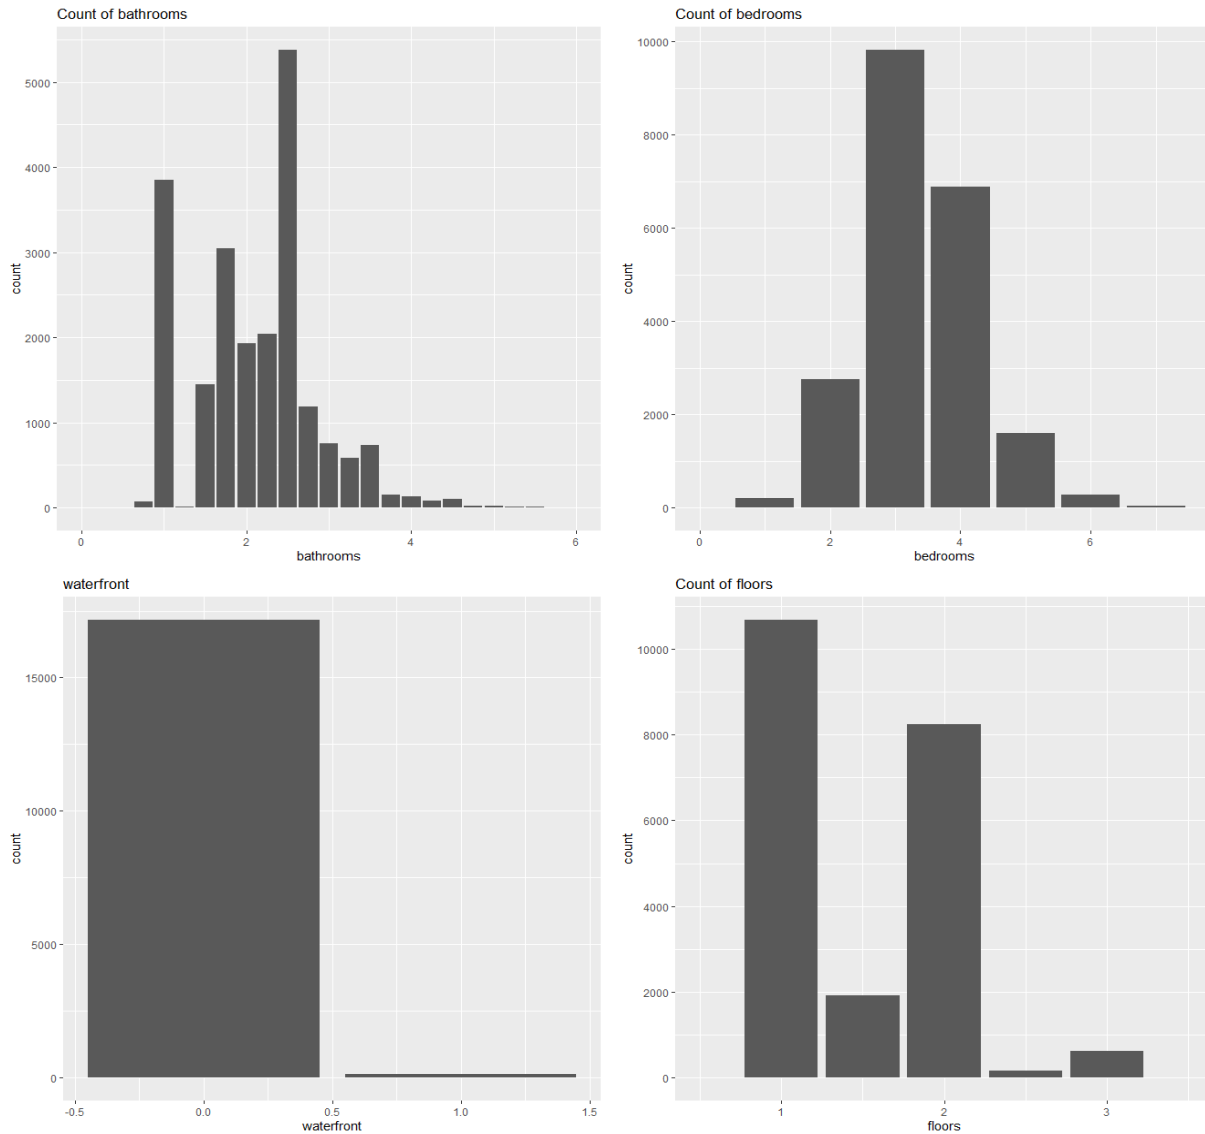 Count of bathrooms
5000
4000
3000
2000
1000
0
count
0 2 4 6
bathrooms
Count of bedrooms
10000
8000
6000
4000
2000
0
count
0 2 4 6
bedrooms
waterfront
15000
10000
5000
0
count
-0.5 0.0 0.5 1.0 1.5
waterfront
Count of floors
10000
8000
6000
4000
2000
0
count
1 2 3
floors